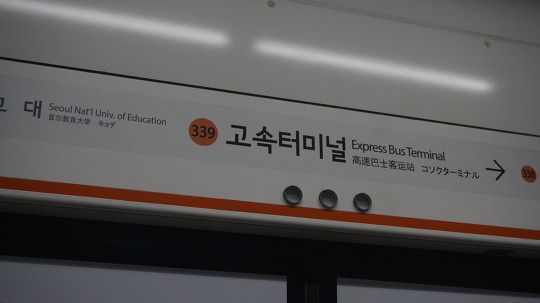 교 대
Seoul Nat'l Univ. of Education
首尔教育大学 キョデ
339
고속터미널
Express Bus Terminal
高速巴士客运站 コソクターミナル
→
338